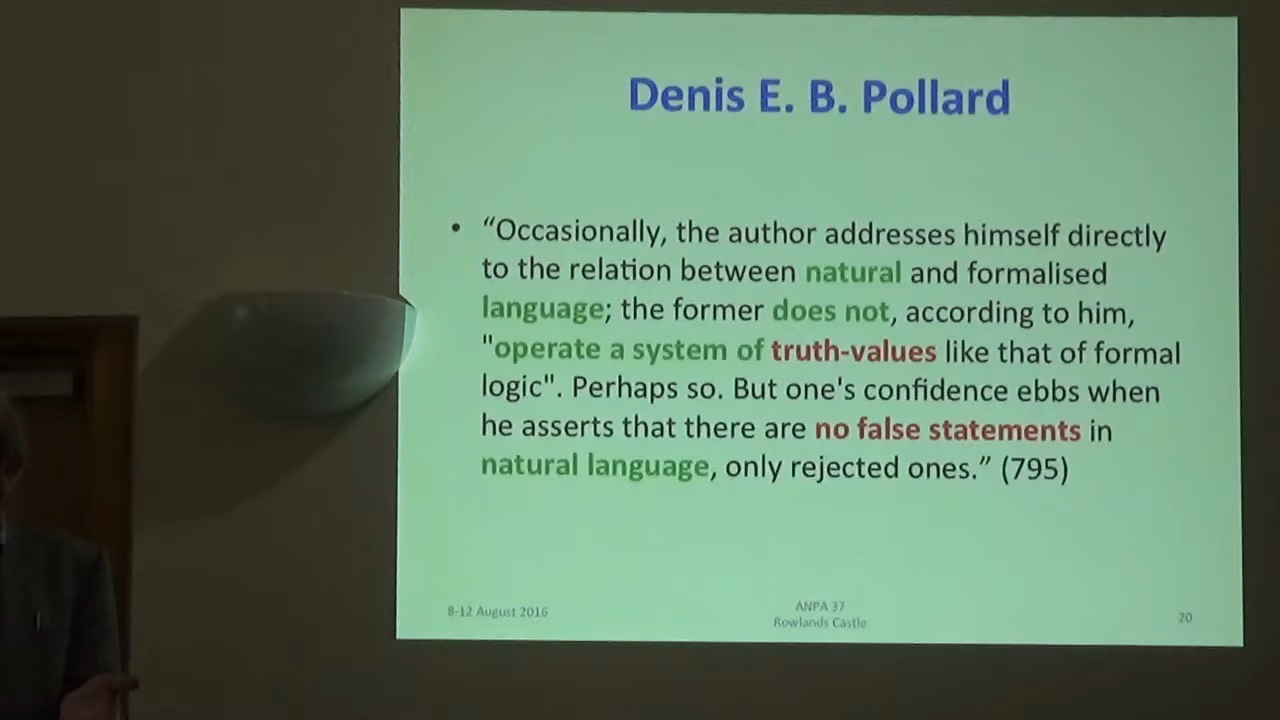 Denis E. B. Pollard
• “Occasionally, the author addresses himself directly
to the relation between natural and formalised
language; the former does not, according to him,
"operate a system of truth-values like that of formal
logic". Perhaps so. But one's confidence ebbs when
he asserts that there are no false statements in
natural language, only rejected ones.” (795)
8-12 August 2016
ANPA 37
Rowlands Castle
20